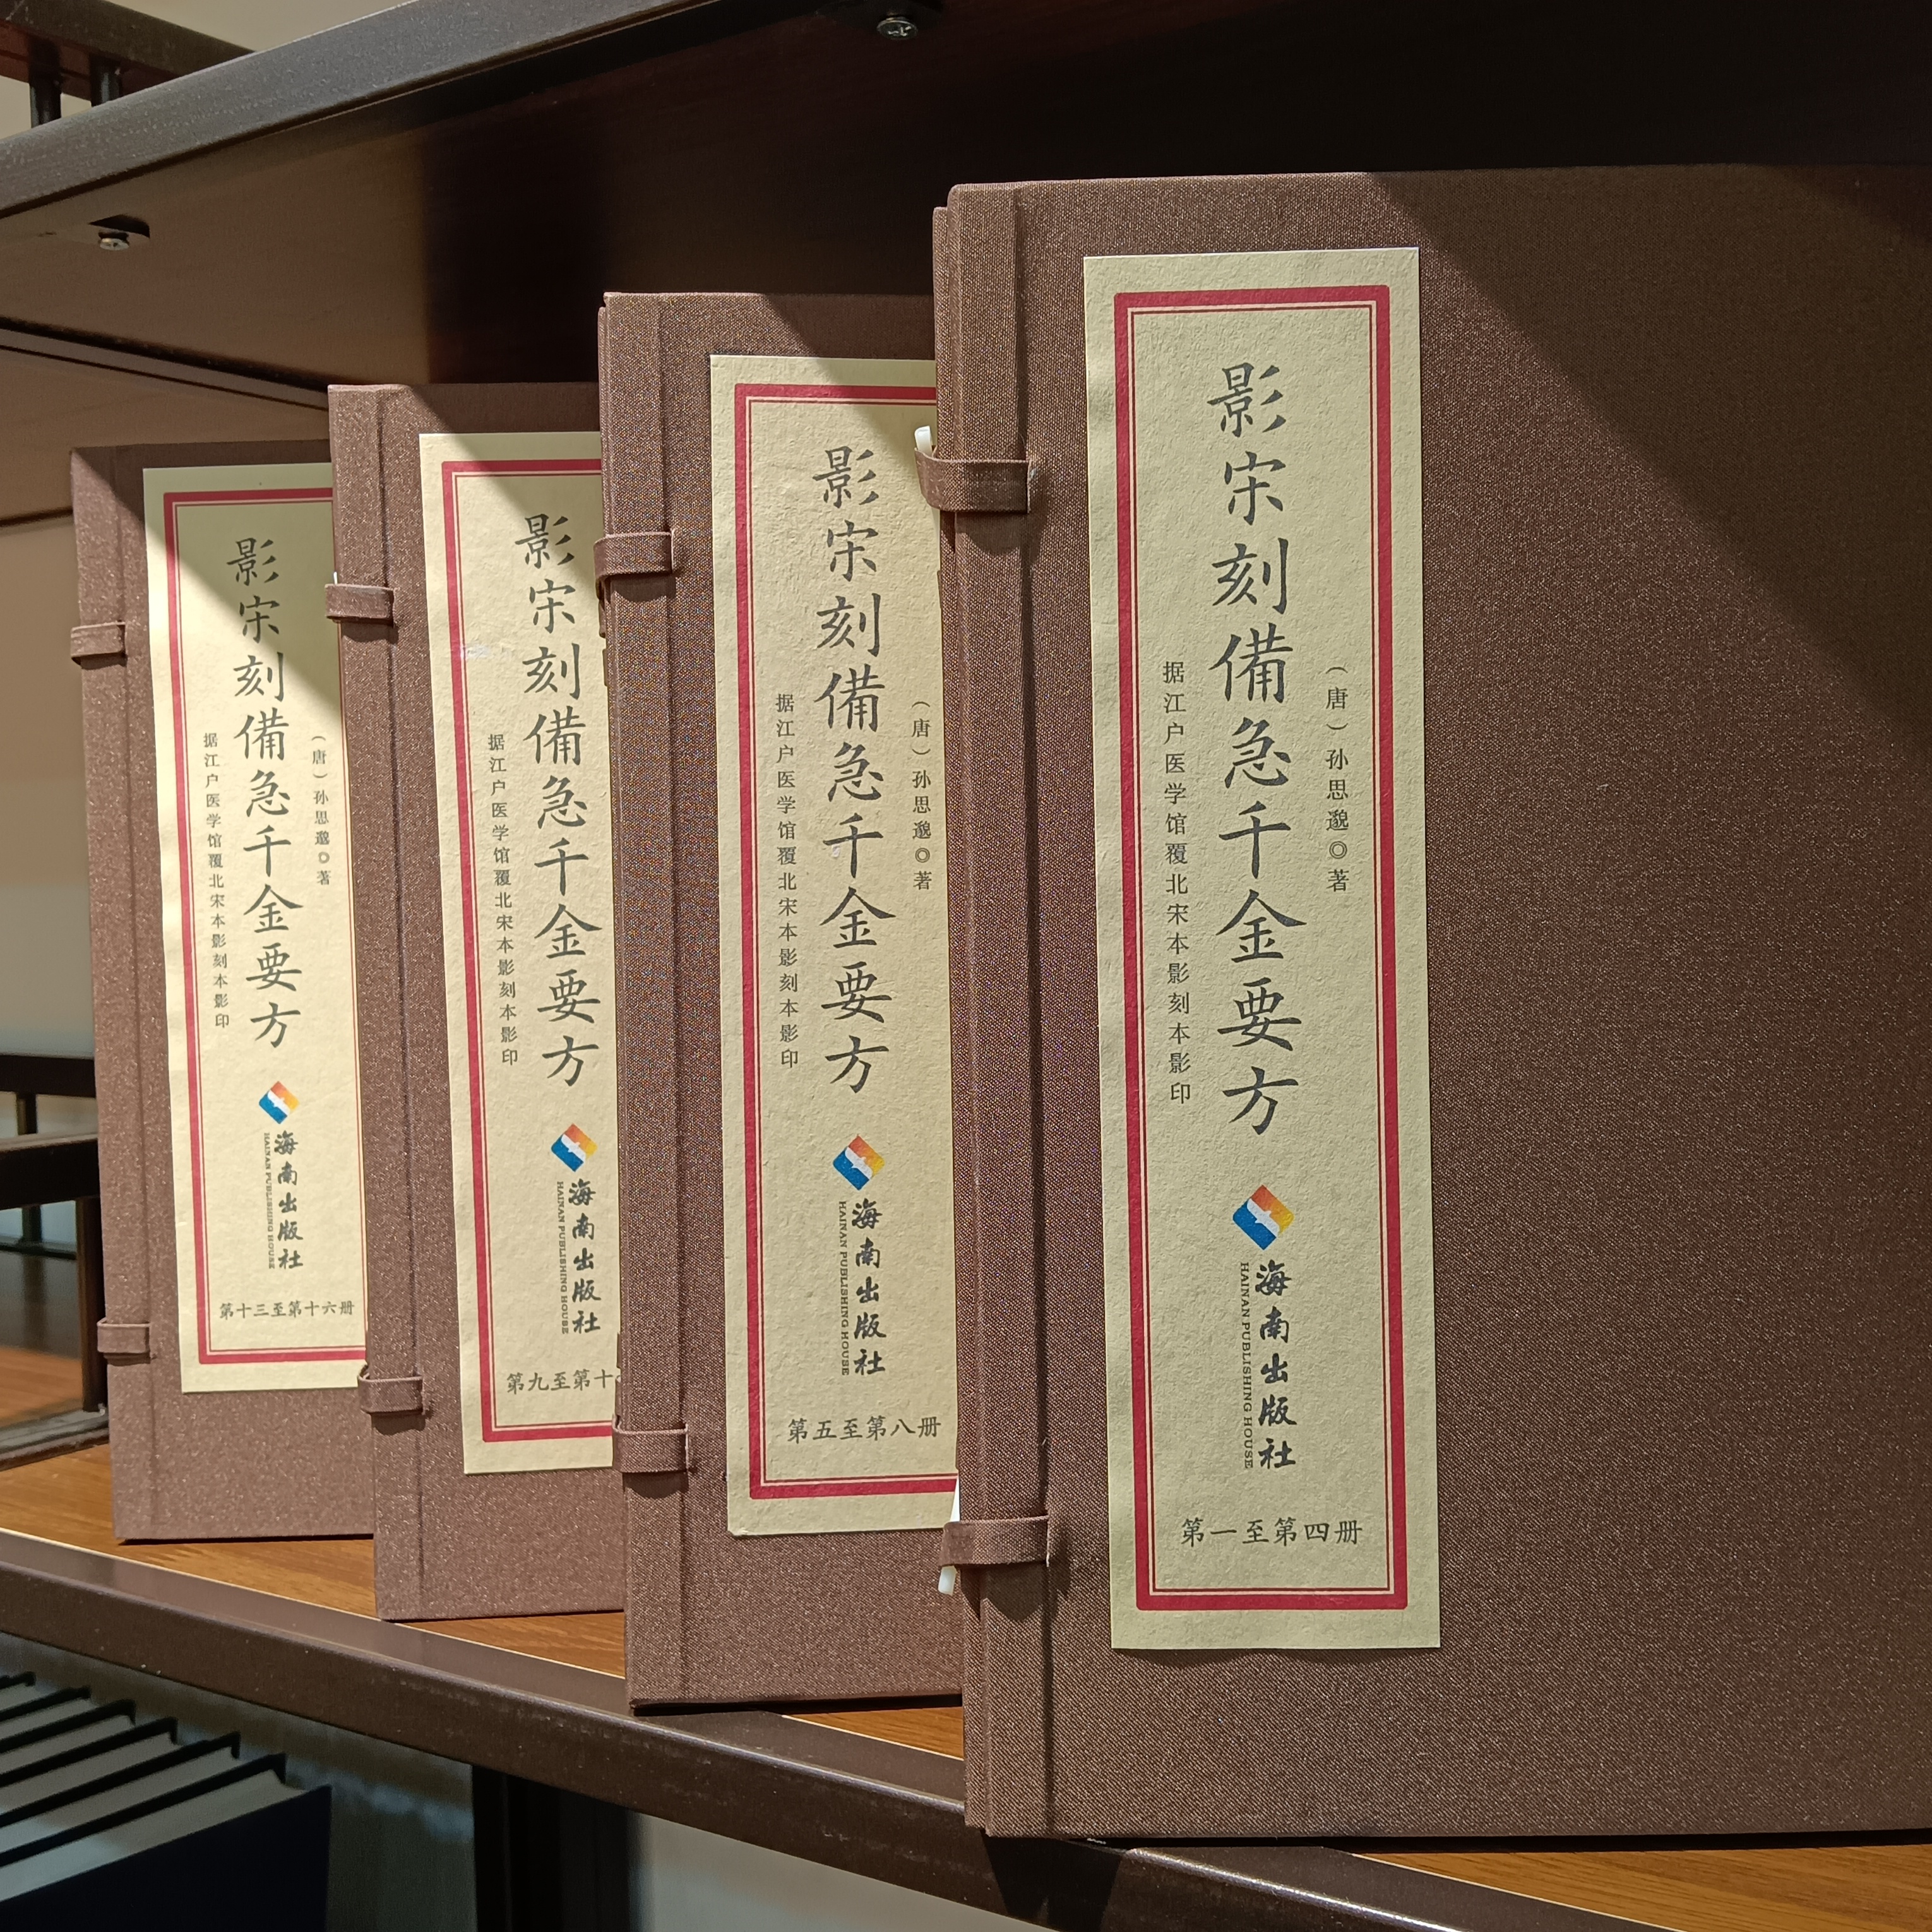 影宋刻備急千金要方
（唐）孙思邈◎著
据江户医学馆覆北宋本影刻本影印
海南出版社
HAINAN PUBLISHING HOUSE
第十三至第十六册
影宋刻備急千金要方
据江户医学馆覆北宋本影刻本影印
海南出版社
HAINAN PUBLISHING HOUSE
第九至第十
影宋刻備急千金要方
（唐）孙思邈◎著
据江户医学馆覆北宋本影刻本影印
海南出版社
HAINAN PUBLISHING HOUSE
第五至第八册
影宋刻備急千金要方
（唐）孙思邈◎著
据江户医学馆覆北宋本影刻本影印
海南出版社
HAINAN PUBLISHING HOUSE
第一至第四册